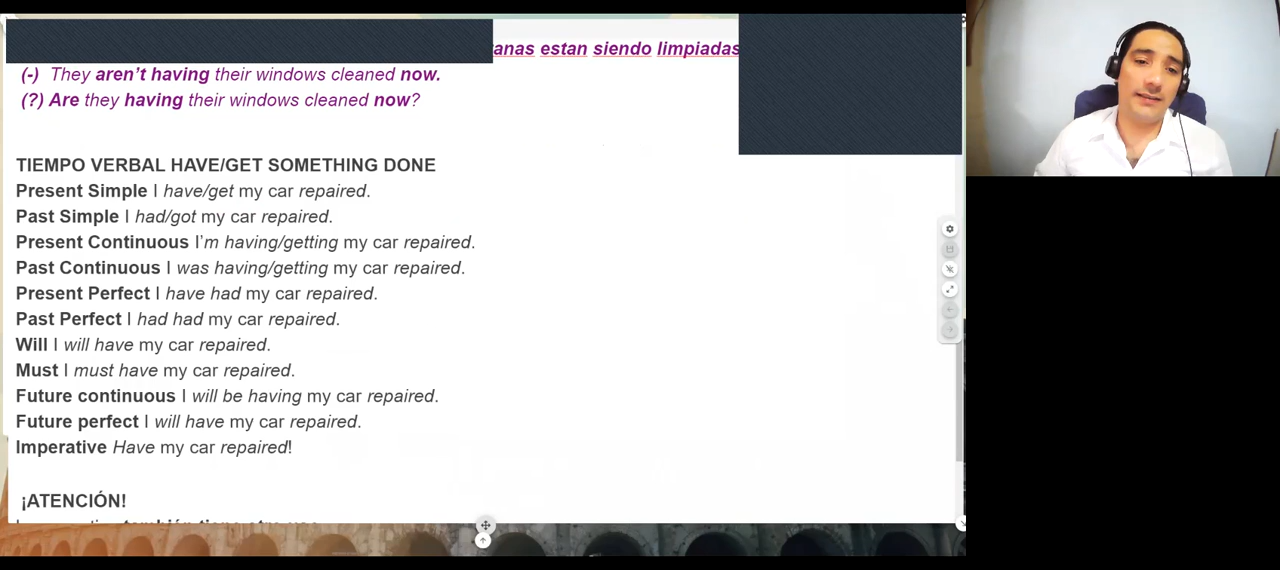 estan siendo limpiadas
(-) They aren't having their windows cleaned now.
(?) Are they having their windows cleaned now?
TIEMPO VERBAL HAVE/GET SOMETHING DONE
Present Simple I have/get my car repaired.
Past Simple I had/got my car repaired.
Present Continuous I'm having/getting my car repaired.
Past Continuous I was having/getting my car repaired.
Present Perfect I have had my car repaired.
Past Perfect I had had my car repaired.
Will I will have my car repaired.
Must I must have my car repaired.
Future continuous I will be having my car repaired.
Future perfect I will have my car repaired.
Imperative Have my car repaired!
¡ATENCIÓN!